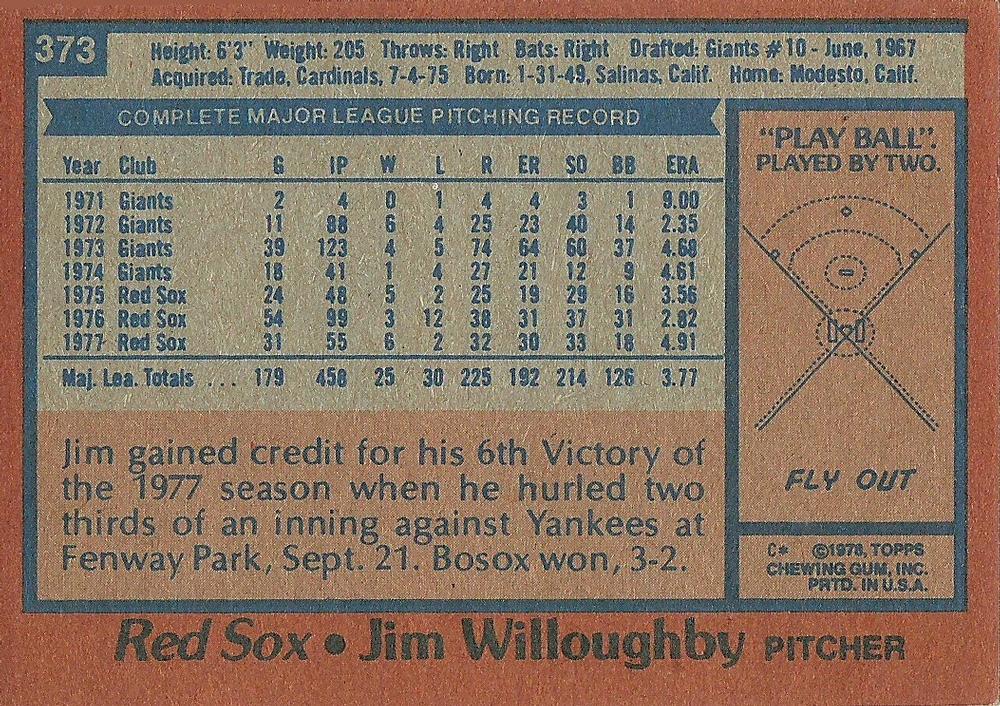 373
Height: 6'3" Weight: 205 Throws: Right Bats: Right Drafted: Giants #10 - June, 1967
Acquired: Trade, Cardinals, 7-4-75 Born: 1-31-49, Salinas, Calif. Home: Modesto, Calif.
COMPLETE MAJOR LEAGUE PITCHING RECORD
Year Club G IP W L R ER SO BB ERA
1971 Giants 2 4 0 1 4 4 3 1 9.00
1972 Giants 11 88 6 4 25 23 40 14 2.35
1973 Giants 39 123 4 5 74 64 60 37 4.68
1974 Giants 18 41 1 4 27 21 12 9 4.61
1975 Red Sox 24 48 5 2 25 19 29 16 3.56
1976 Red Sox 54 99 3 12 38 31 37 31 2.82
1977 Red Sox 31 55 6 2 32 30 33 18 4.91
Maj. Lea. Totals ... 179 458 25 30 225 192 214 126 3.77
Jim gained credit for his 6th Victory of
the 1977 season when he hurled two
thirds of an inning against Yankees at
Fenway Park, Sept. 21. Bosox won, 3-2.
"PLAY BALL".
PLAYED BY TWO.
FLY OUT
C* ©1978, TOPPS
CHEWING GUM, INC.
PRTD. IN U.S.A.
Red Sox • Jim Willoughby PITCHER